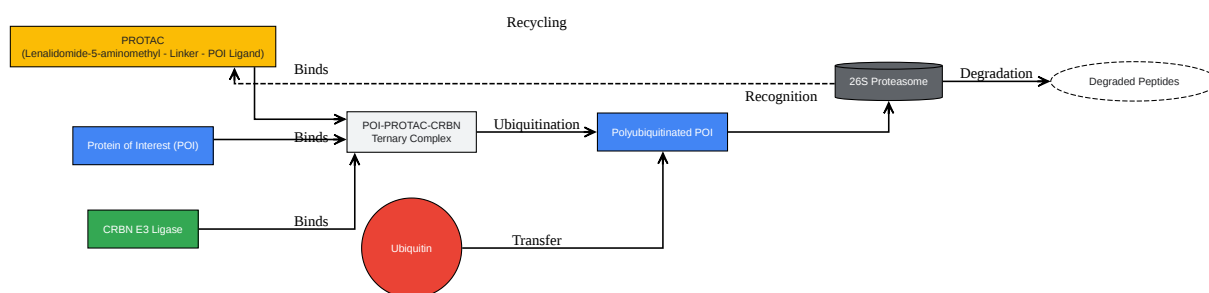 Recycling
PROTAC
(Lenalidomide-5-aminomethyl - Linker - POI Ligand)
Binds
26S Proteasome
Degradation
Degraded Peptides
Recognition
POI-PROTAC-CRBN
Ternary Complex
Ubiquitination
Polyubiquitinated POI
Protein of Interest (POI)
Binds
CRBN E3 Ligase
Binds
Ubiquitin
Transfer